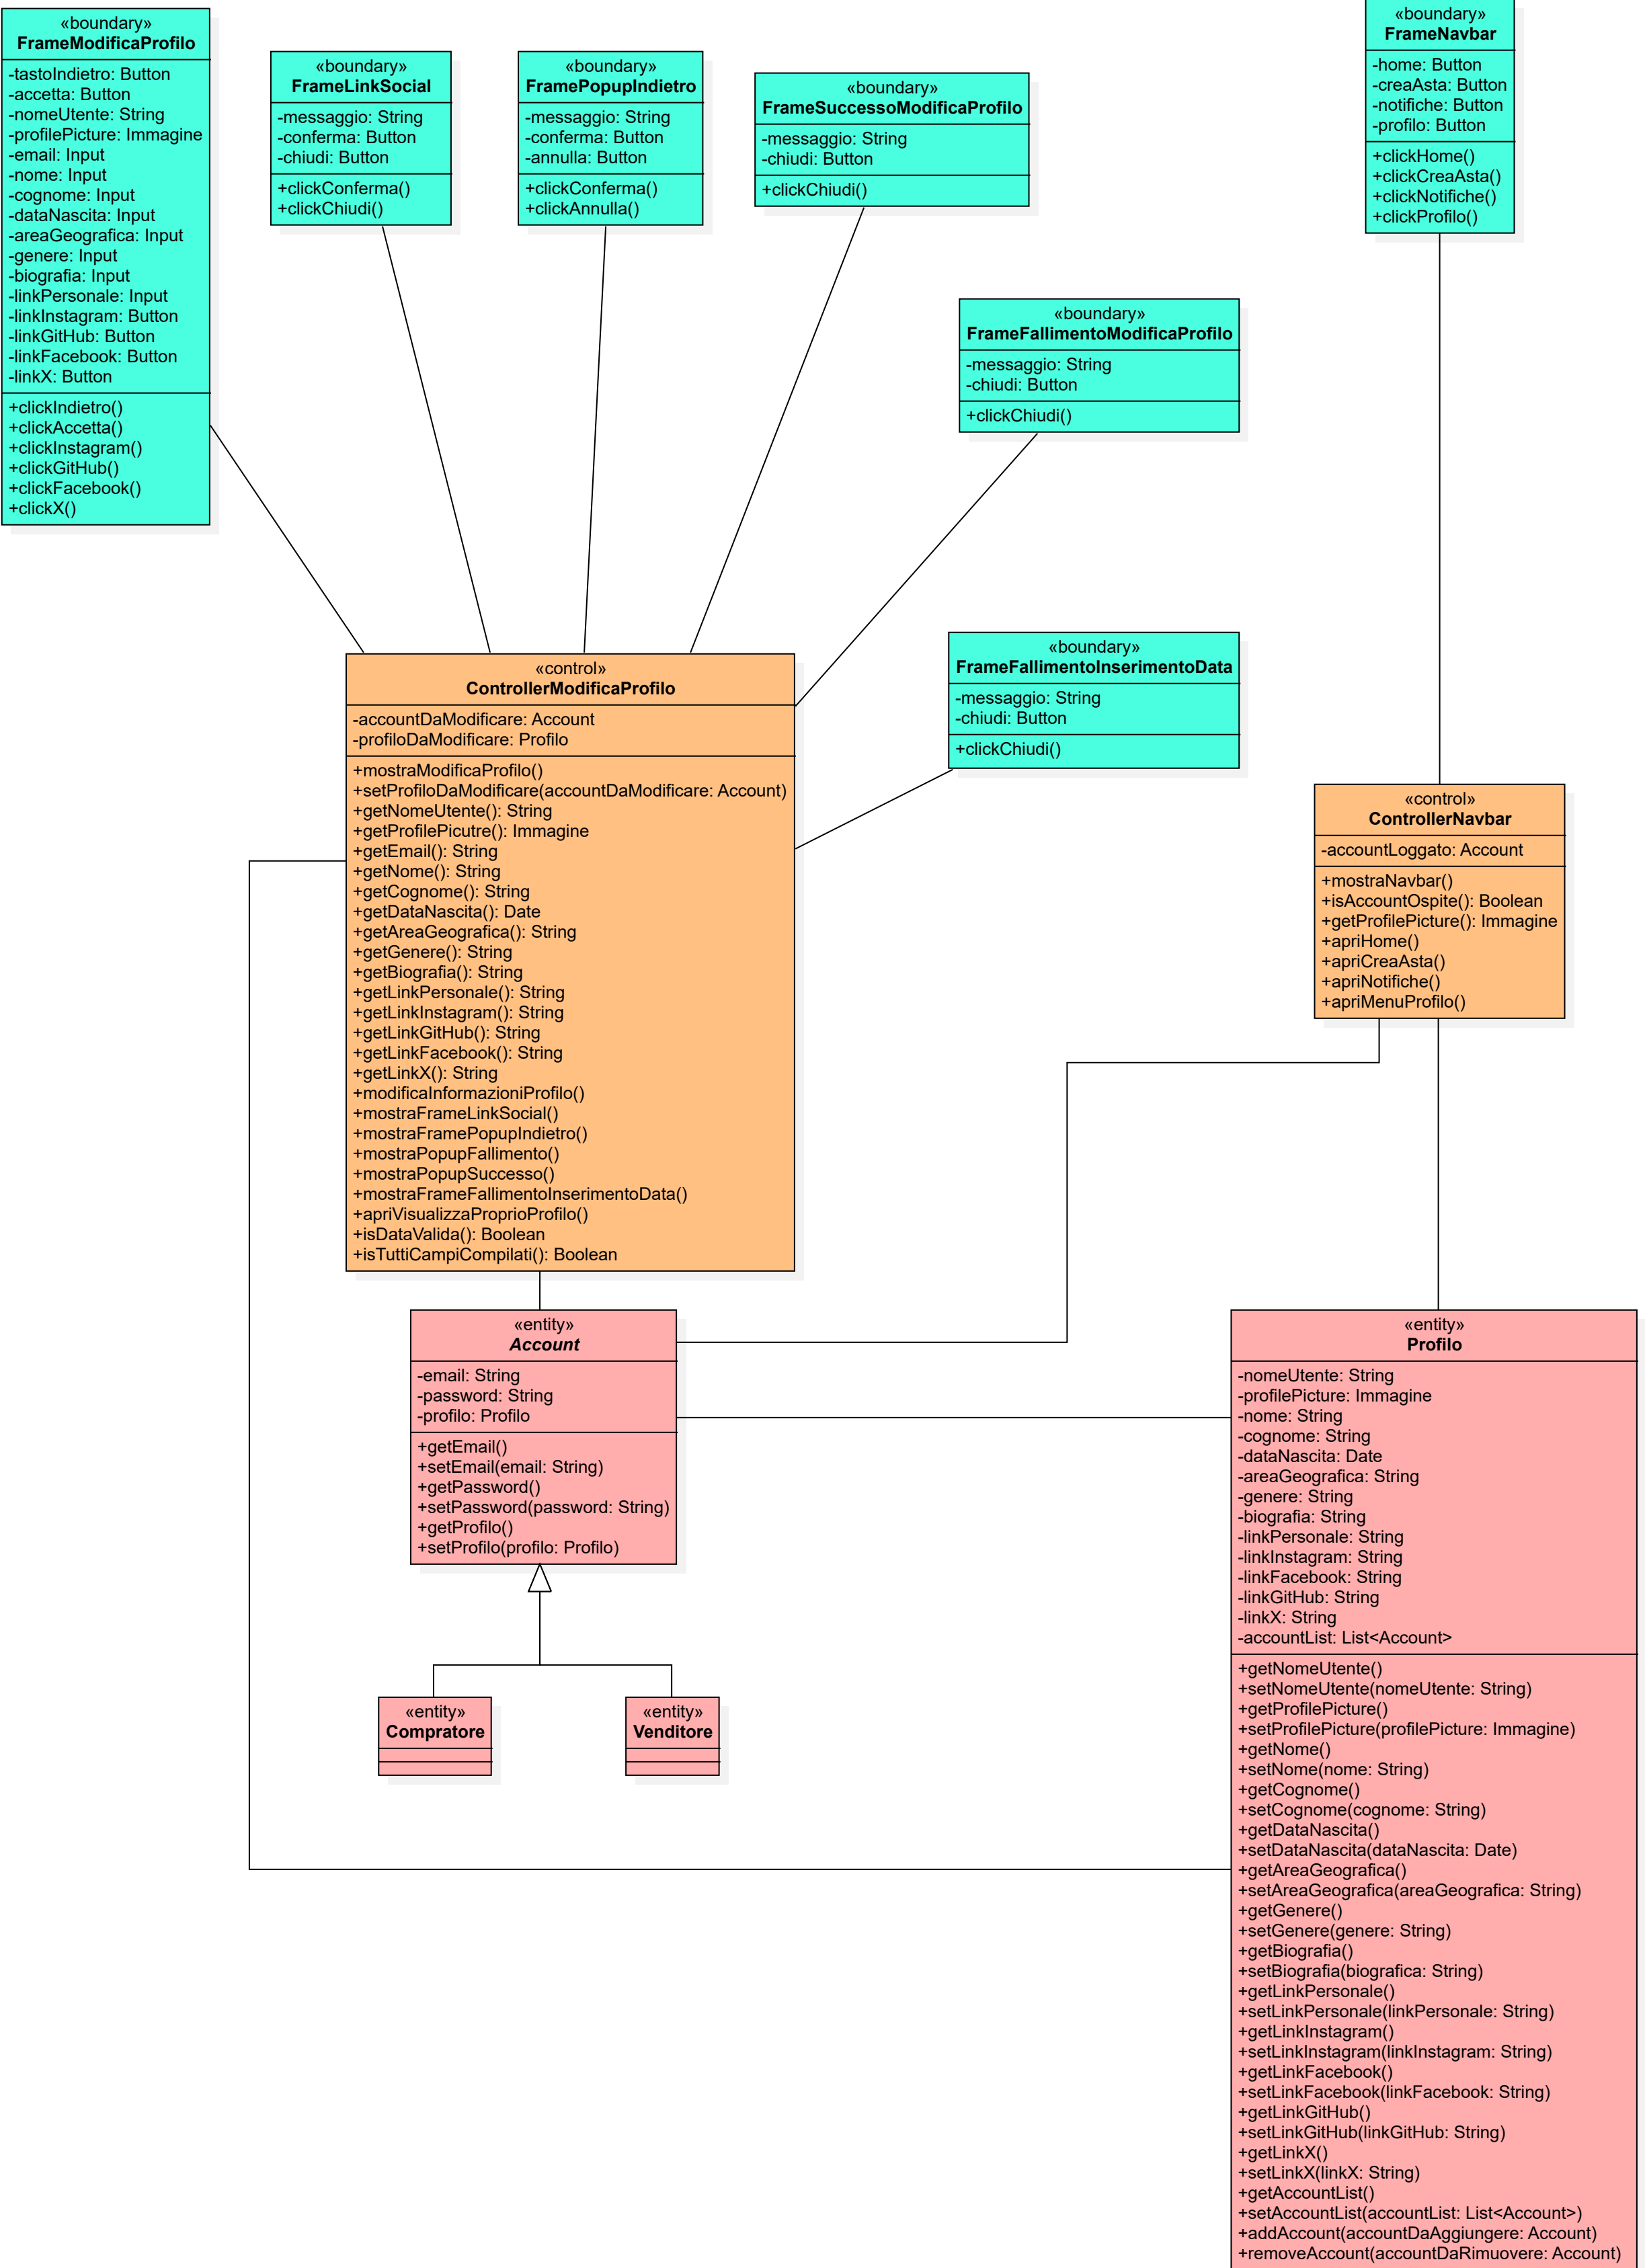 «boundary»
FrameModificaProfilo
-tastoIndietro: Button
-accetta: Button
-nomeUtente: String
-profilePicture: Immagine
-email: Input
-nome: Input
-cognome: Input
-dataNascita: Input
-areaGeografica: Input
-genere: Input
-biografia: Input
-linkPersonale: Input
-linkInstagram: Button
-linkGitHub: Button
-linkFacebook: Button
-linkX: Button
+clickIndietro()
+clickAccetta()
+clickInstagram()
+clickGitHub()
+clickFacebook()
+clickX()
«boundary»
FrameLinkSocial
-messaggio: String
-conferma: Button
-chiudi: Button
+clickConferma()
+clickChiudi()
«boundary»
FramePopupIndietro
-messaggio: String
-conferma: Button
-annulla: Button
+clickConferma()
+clickAnnulla()
«boundary»
FrameSuccessoModificaProfilo
-messaggio: String
-chiudi: Button
+clickChiudi()
«boundary»
FrameNavbar
-home: Button
-creaAsta: Button
-notifiche: Button
-profilo: Button
+clickHome()
+clickCreaAsta()
+clickNotifiche()
+clickProfilo()
«boundary»
FrameFallimentoModificaProfilo
-messaggio: String
-chiudi: Button
+clickChiudi()
«boundary»
FrameFallimentoInserimentoData
-messaggio: String
-chiudi: Button
+clickChiudi()
«control»
ControllerModificaProfilo
-accountDaModificare: Account
-profiloDaModificare: Profilo
+mostraModificaProfilo()
+setProfiloDaModificare(accountDaModificare: Account)
+getNomeUtente(): String
+getProfilePicutre(): Immagine
+getEmail(): String
+getNome(): String
+getCognome(): String
+getDataNascita(): Date
+getAreaGeografica(): String
+getGenere(): String
+getBiografia(): String
+getLinkPersonale(): String
+getLinkInstagram(): String
+getLinkGitHub(): String
+getLinkFacebook(): String
+getLinkX(): String
+modificaInformazioniProfilo()
+mostraFrameLinkSocial()
+mostraFramePopupIndietro()
+mostraPopupFallimento()
+mostraPopupSuccesso()
+mostraFrameFallimentoInserimentoData()
+apriVisualizzaProprioProfilo()
+isDataValida(): Boolean
+isTuttiCampiCompilati(): Boolean
«control»
ControllerNavbar
-accountLoggato: Account
+mostraNavbar()
+isAccountOspite(): Boolean
+getProfilePicture(): Immagine
+apriHome()
+apriCreaAsta()
+apriNotifiche()
+apriMenuProfilo()
«entity»
Account
-email: String
-password: String
-profilo: Profilo
+getEmail()
+setEmail(email: String)
+getPassword()
+setPassword(password: String)
+getProfilo()
+setProfilo(profilo: Profilo)
«entity»
Compratore
«entity»
Venditore
«entity»
Profilo
-nomeUtente: String
-profilePicture: Immagine
-nome: String
-cognome: String
-dataNascita: Date
-areaGeografica: String
-genere: String
-biografia: String
-linkPersonale: String
-linkInstagram: String
-linkFacebook: String
-linkGitHub: String
-linkX: String
-accountList: List<Account>
+getNomeUtente()
+setNomeUtente(nomeUtente: String)
+getProfilePicture()
+setProfilePicture(profilePicture: Immagine)
+getNome()
+setNome(nome: String)
+getCognome()
+setCognome(cognome: String)
+getDataNascita()
+setDataNascita(dataNascita: Date)
+getAreaGeografica()
+setAreaGeografica(areaGeografica: String)
+getGenere()
+setGenere(genere: String)
+getBiografia()
+setBiografia(biografica: String)
+getLinkPersonale()
+setLinkPersonale(linkPersonale: String)
+getLinkInstagram()
+setLinkInstagram(linkInstagram: String)
+getLinkFacebook()
+setLinkFacebook(linkFacebook: String)
+getLinkGitHub()
+setLinkGitHub(linkGitHub: String)
+getLinkX()
+setLinkX(linkX: String)
+getAccountList()
+setAccountList(accountList: List<Account>)
+addAccount(accountDaAggiungere: Account)
+removeAccount(accountDaRimuovere: Account)